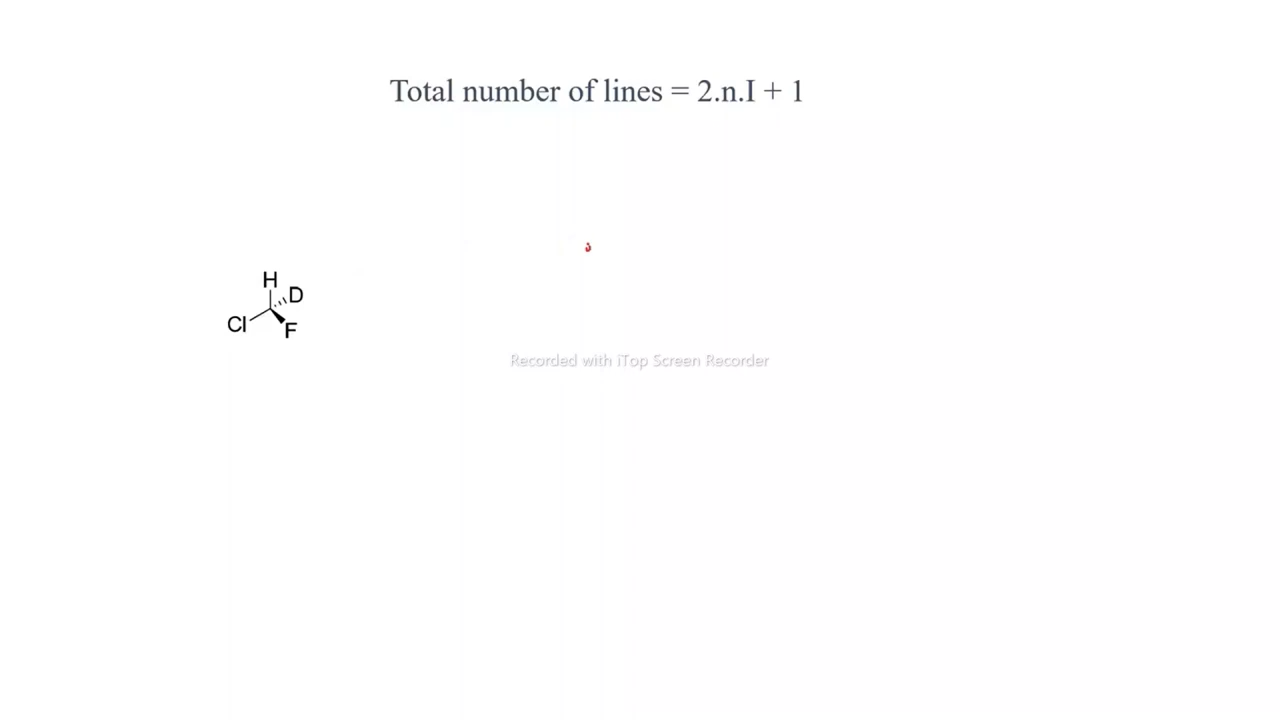 Total number of lines = 2.n.I + 1
H
D
Cl
F
Recorded with iTop Screen Recorder